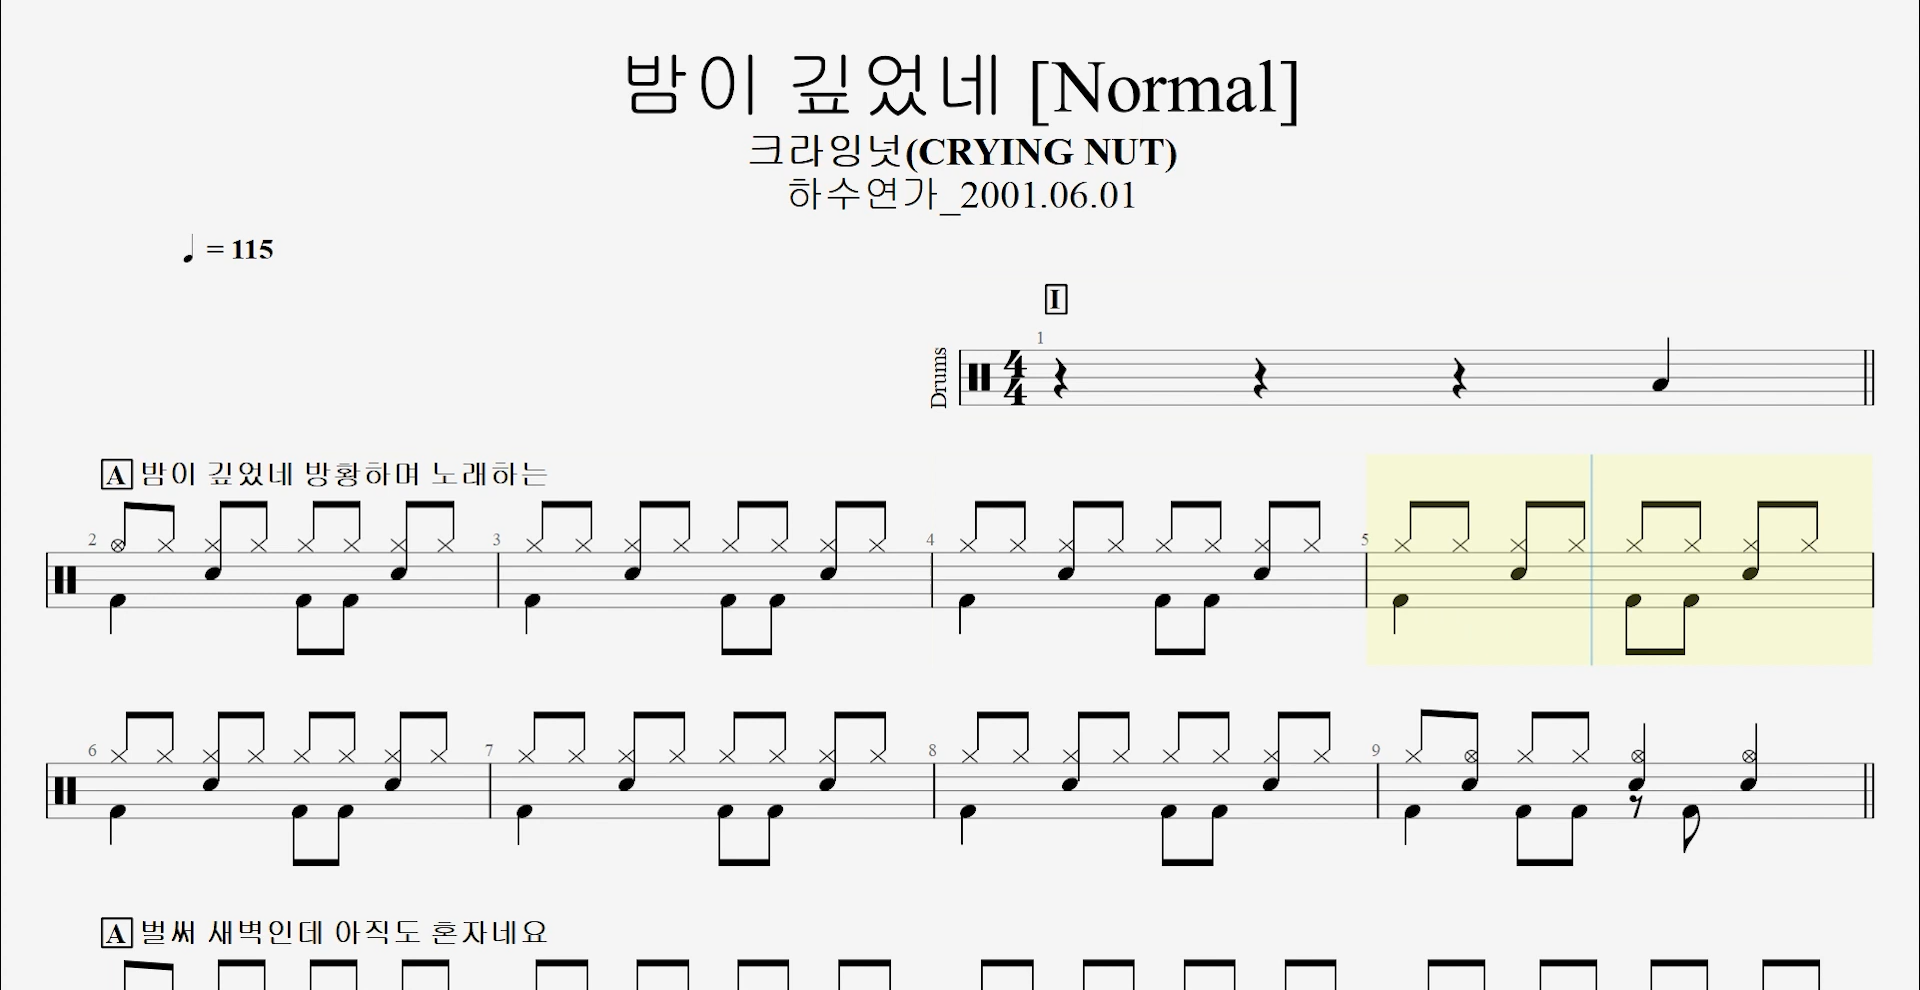 밤이 깊었네 [Normal]
크라잉넛(CRYING NUT)
하수연가_2001.06.01
♩ = 115
I
1
Drums
4
4
A 밤이 깊었네 방황하며 노래하는
2 3 4 5
6 7 8 9
A 벌써 새벽인데 아직도 혼자네요